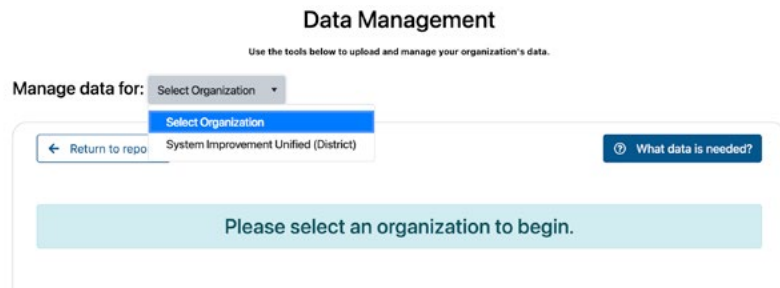 Data Management
Use the tools below to upload and manage your organization's data.
Manage data for: Select Organization
Select Organization
System Improvement Unified (District)
Return to repo
What data is needed?
Please select an organization to begin.